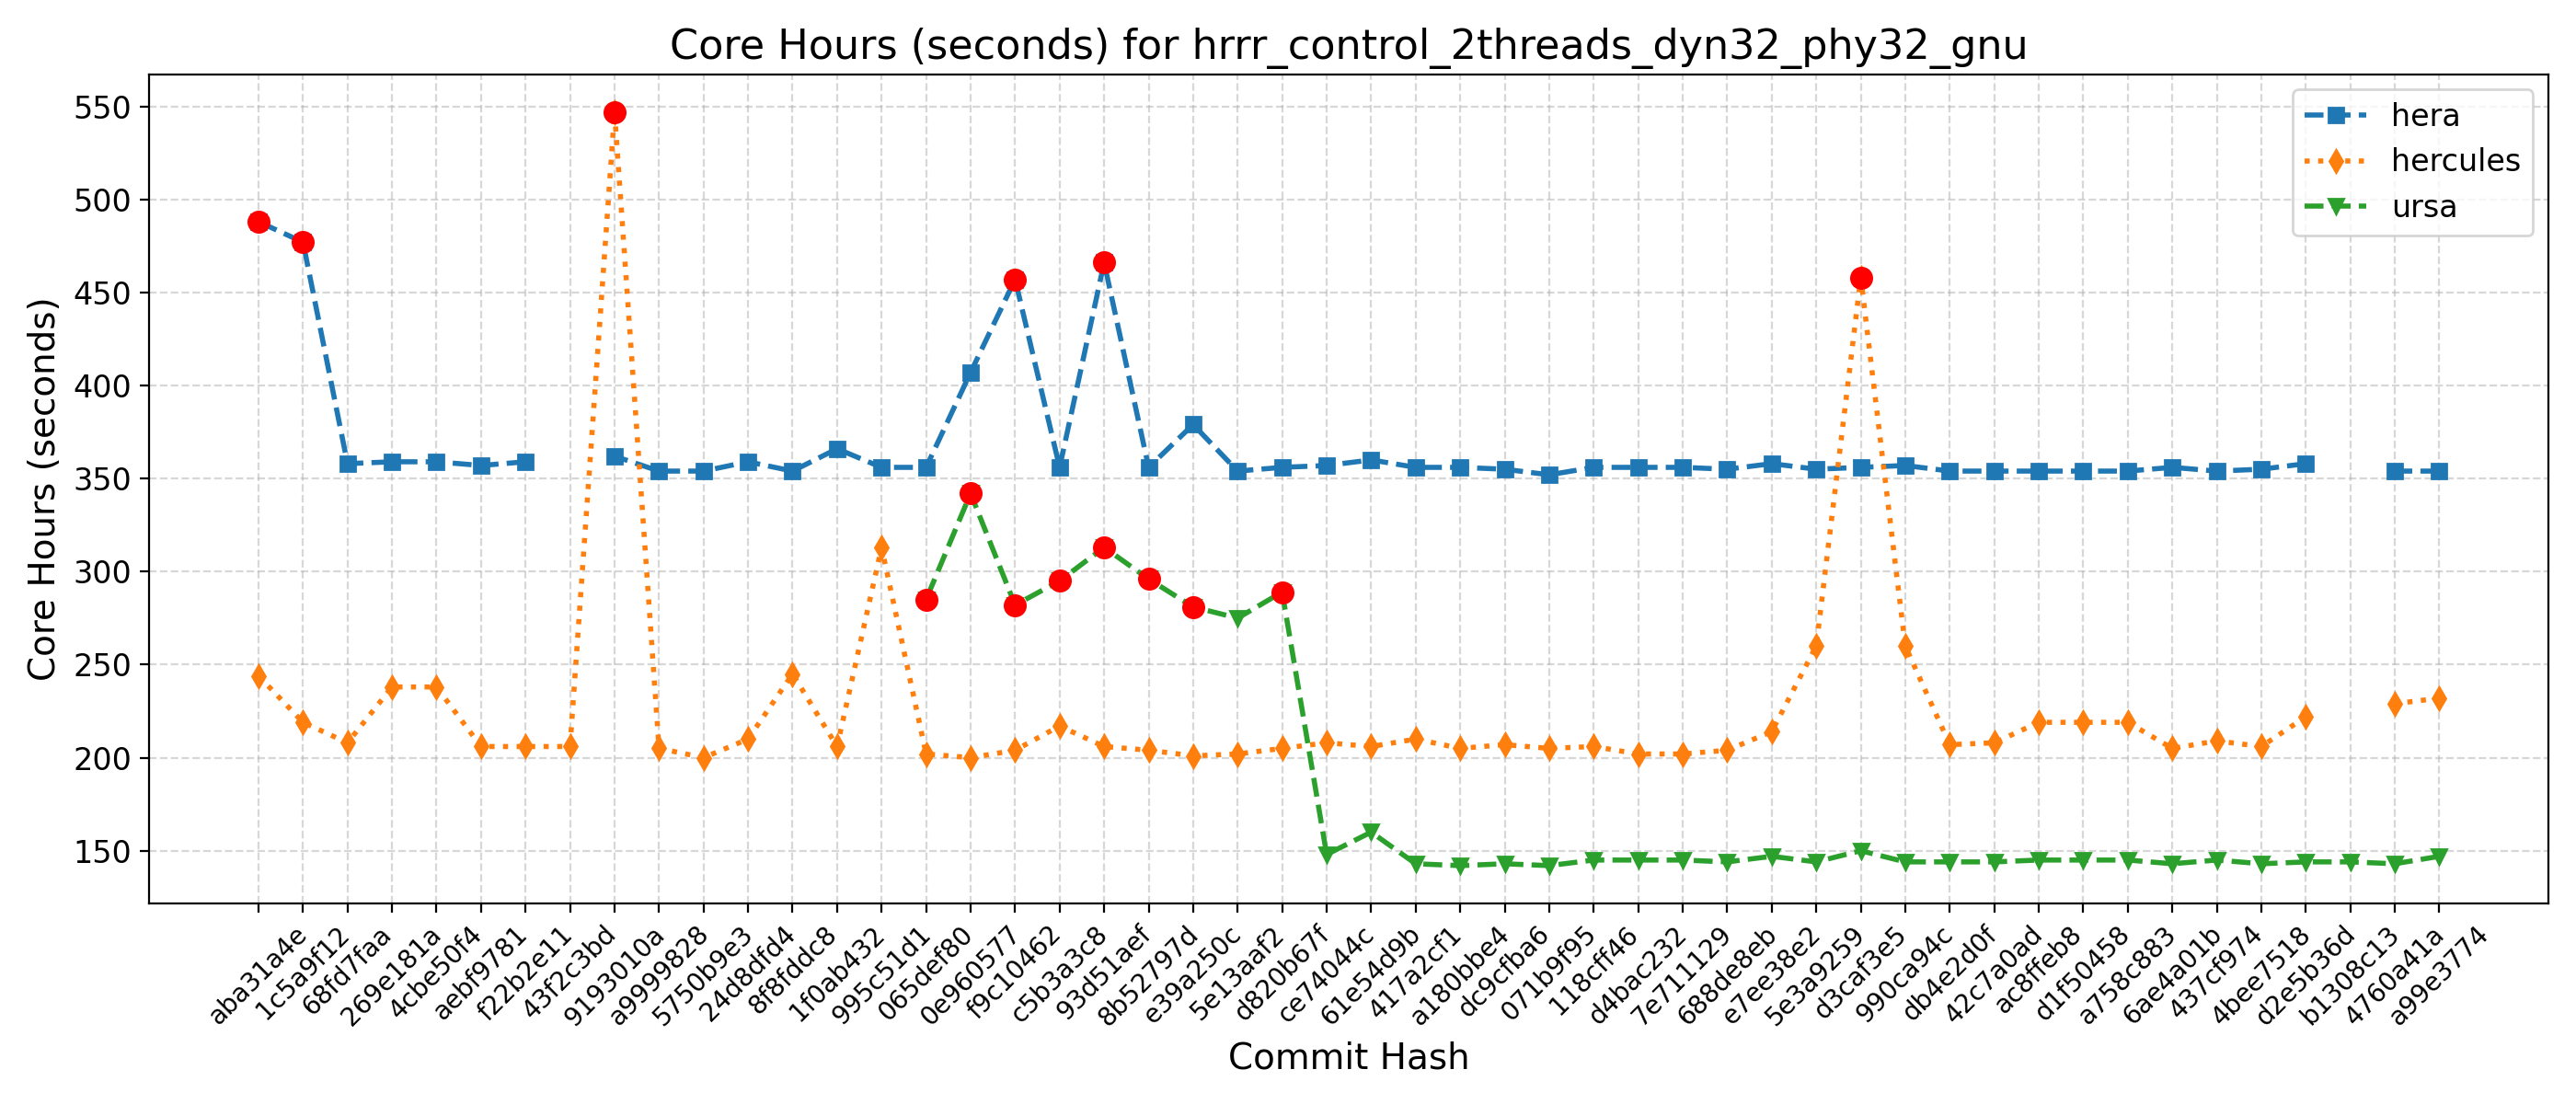 Core Hours (seconds) for hrrr_control_2threads_dyn32_phy32_gnu
Core Hours (seconds)
550
500
450
400
350
300
250
200
150
hera
hercules
ursa
aba31a4e
1c5a9f12
68fd7faa
269e181a
4cbe50f4
aebf9781
f22b2e11
43f2c3bd
9193010a
a9999828
5750b9e3
24d8dfd4
8f8fddc8
1f0ab432
995c51d1
065def80
0e960577
f9c10462
c5b3a3c8
93d51aef
8b52797d
e39a250c
5e13aaf2
d820b67f
ce74044c
61e54d9b
417a2cf1
a180bbe4
dc9cfba6
071b9f95
118cff46
d4bac232
7e711129
688de8eb
e7ee38e2
5e3a9259
d3caf3e5
990ca94c
db4e2d0f
42c7a0ad
ac8ffeb8
d1f50458
a758c883
6ae4a01b
437cf974
4bee7518
d2e5b36d
b1308c13
4760a41a
a99e3774
Commit Hash